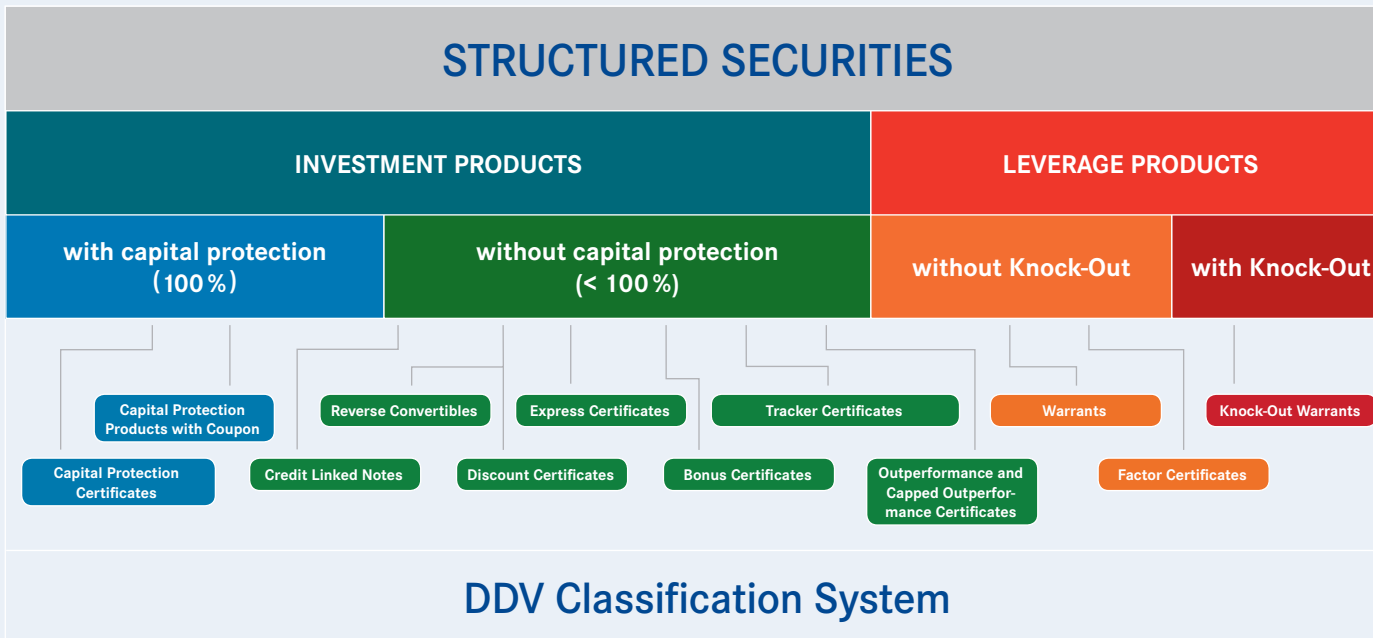 STRUCTURED SECURITIES
INVESTMENT PRODUCTS
LEVERAGE PRODUCTS
with capital protection
(100 %)
without capital protection
(< 100 %)
without Knock-Out
with Knock-Out
Capital Protection
Products with Coupon
Reverse Convertibles
Express Certificates
Tracker Certificates
Warrants
Knock-Out Warrants
Capital Protection
Certificates
Credit Linked Notes
Discount Certificates
Bonus Certificates
Outperformance and
Capped Outperfor-
mance Certificates
Factor Certificates
DDV Classification System